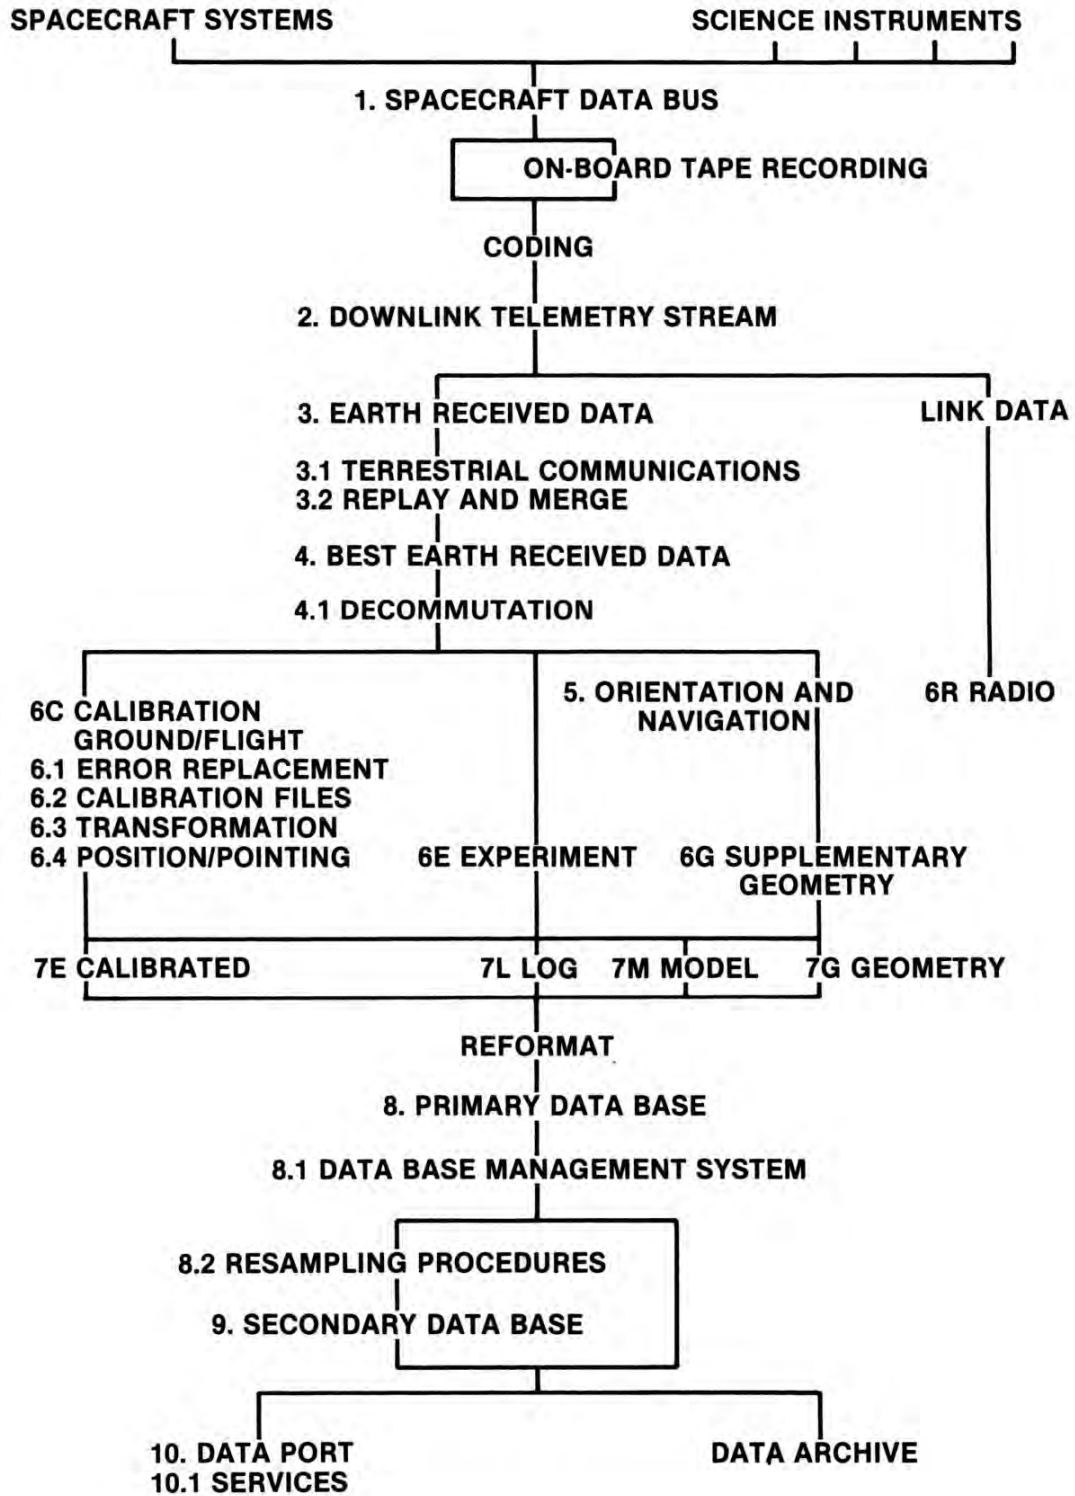 SPACECRAFT SYSTEMS
SCIENCE INSTRUMENTS
1. SPACECRAFT DATA BUS
ON-BOARD TAPE RECORDING
CODING
2. DOWNLINK TELEMETRY STREAM
3. EARTH RECEIVED DATA
LINK DATA
3.1 TERRESTRIAL COMMUNICATIONS
3.2 REPLAY AND MERGE
4. BEST EARTH RECEIVED DATA
4.1 DECOMMUTATION
5. ORIENTATION AND
NAVIGATION
6R RADIO
6C CALIBRATION
GROUND/FLIGHT
6.1 ERROR REPLACEMENT
6.2 CALIBRATION FILES
6.3 TRANSFORMATION
6.4 POSITION/POINTING
6E EXPERIMENT
6G SUPPLEMENTARY
GEOMETRY
7E CALIBRATED
7L LOG
7M MODEL
7G GEOMETRY
REFORMAT
8. PRIMARY DATA BASE
8.1 DATA BASE MANAGEMENT SYSTEM
8.2 RESAMPLING PROCEDURES
9. SECONDARY DATA BASE
10. DATA PORT
10.1 SERVICES
DATA ARCHIVE